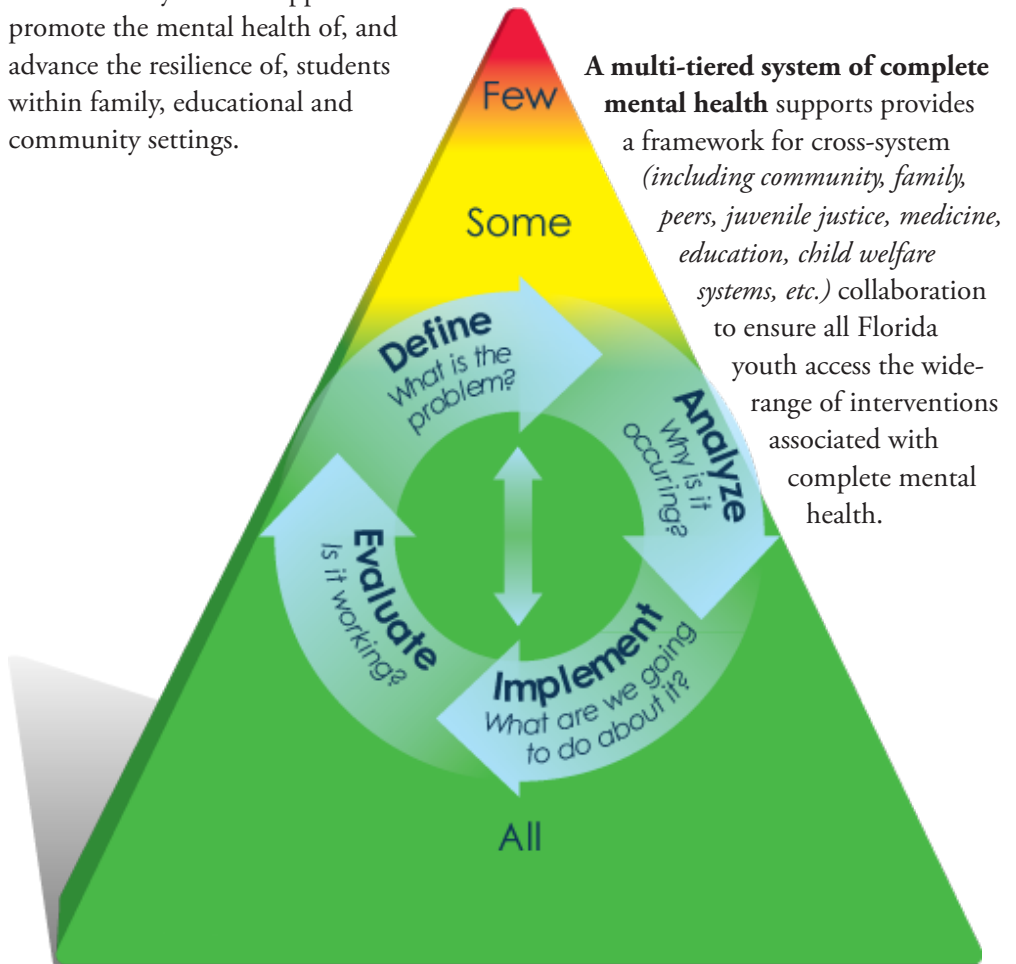 promote the mental health of, and
advance the resilience of, students
within family, educational and
community settings.
A multi-tiered system of complete
mental health supports provides
a framework for cross-system
(including community, family,
peers, juvenile justice, medicine,
education, child welfare
systems, etc.) collaboration
to ensure all Florida
youth access the wide-
range of interventions
associated with
complete mental
health.
Few
Some
Define
What is the
problem?
Analyze
Why is it
occuring?
Implement
What are we going
to do about it?
Evaluate
Is it working?
All